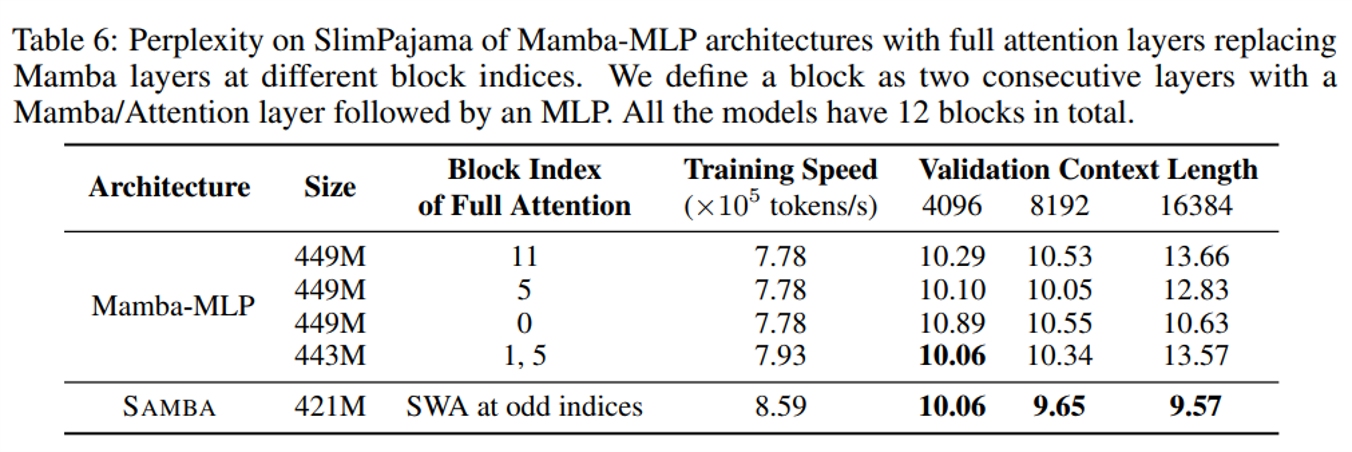 Table 6: Perplexity on SlimPajama of Mamba-MLP architectures with full attention layers replacing
Mamba layers at different block indices. We define a block as two consecutive layers with a
Mamba/Attention layer followed by an MLP. All the models have 12 blocks in total.
Architecture Size Block Index of Full Attention Training Speed (×10⁵ tokens/s) Validation Context Length
4096 8192 16384
Mamba-MLP
449M 11 7.78 10.29 10.53 13.66
449M 5 7.78 10.10 10.05 12.83
449M 0 7.78 10.89 10.55 10.63
443M 1, 5 7.93 10.06 10.34 13.57
SAMBA 421M SWA at odd indices 8.59 10.06 9.65 9.57